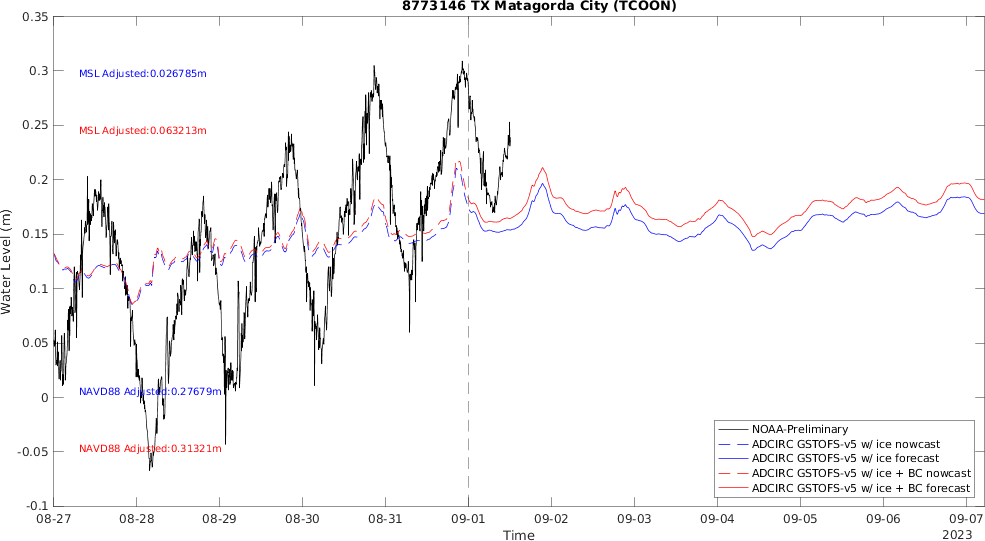 8773146 TX Matagorda City (TCOON)
0.35
0.3
0.25
0.2
0.15
0.1
0.05
0
-0.05
-0.1
Water Level (m)
MSL Adjusted:0.026785m
MSL Adjusted:0.063213m
NAVD88 Adjusted:0.27679m
NAVD88 Adjusted:0.31321m
NOAA-Preliminary
ADCIRC GSTOFS-v5 w/ ice nowcast
ADCIRC GSTOFS-v5 w/ ice forecast
ADCIRC GSTOFS-v5 w/ ice + BC nowcast
ADCIRC GSTOFS-v5 w/ ice + BC forecast
08-27 08-28 08-29 08-30 08-31 09-01 09-02 09-03 09-04 09-05 09-06 09-07
Time
2023